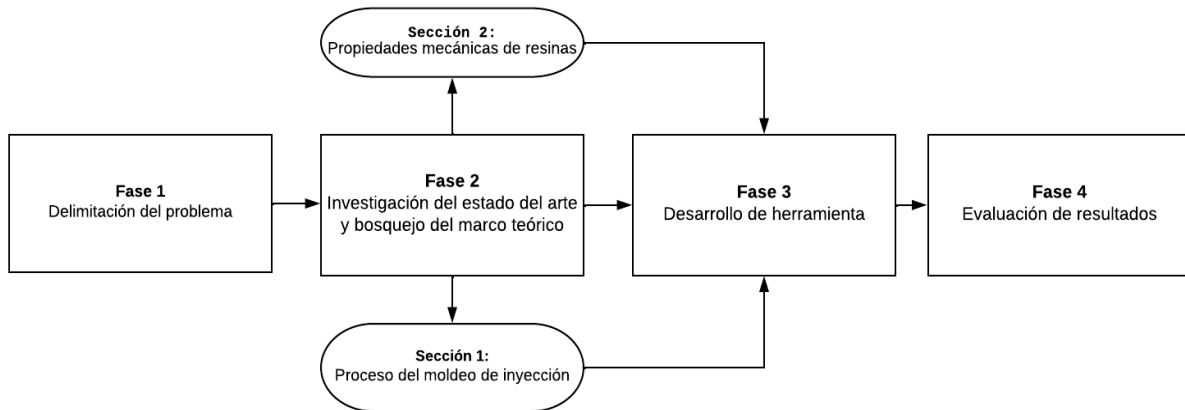 Sección 2:
Propiedades mecánicas de resinas
Fase 1
Delimitación del problema
Fase 2
Investigación del estado del arte
y bosquejo del marco teórico
Fase 3
Desarrollo de herramienta
Fase 4
Evaluación de resultados
Sección 1:
Proceso del moldeo de inyección